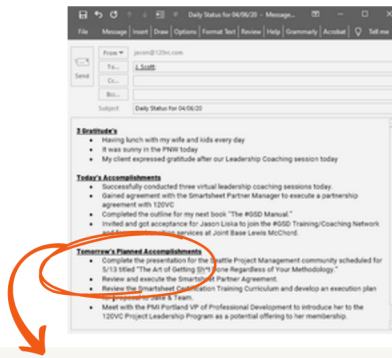 Daily Status for 04/06/20 - Message...
File Message Insert Draw Options Format Text Review Help Grammarly Acrobat Tell me
From jscott@120vc.com
Send
To... J. Scott;
Cc...
Bcc...
Subject Daily Status for 04/06/20
3 Gratitude's
Having lunch with my wife and kids every day
It was sunny in the PNW today
My client expressed gratitude after our Leadership Coaching session today
Today's Accomplishments
Successfully conducted three virtual leadership coaching sessions today.
Gained agreement with the Smartsheet Partner Manager to execute a partnership
agreement with 120VC
Completed the outline for my next book "The #GSD Manual."
Invited and got acceptance for Jason Liska to join the #GSD Training/Coaching Network
and services at Joint Base Lewis McChord.
Tomorrow's Planned Accomplishments
Complete the presentation for the Seattle Project Management community scheduled for
5/13 titled "The Art of Getting Done Regardless of Your Methodology."
Review and execute the Smartsheet Partner Agreement.
Review the Smartsheet Certification Training Curriculum and develop an execution plan
proposal to Jake & Team.
Meet with the PMI Portland VP of Professional Development to introduce her to the
120VC Project Leadership Program as a potential offering to her membership.